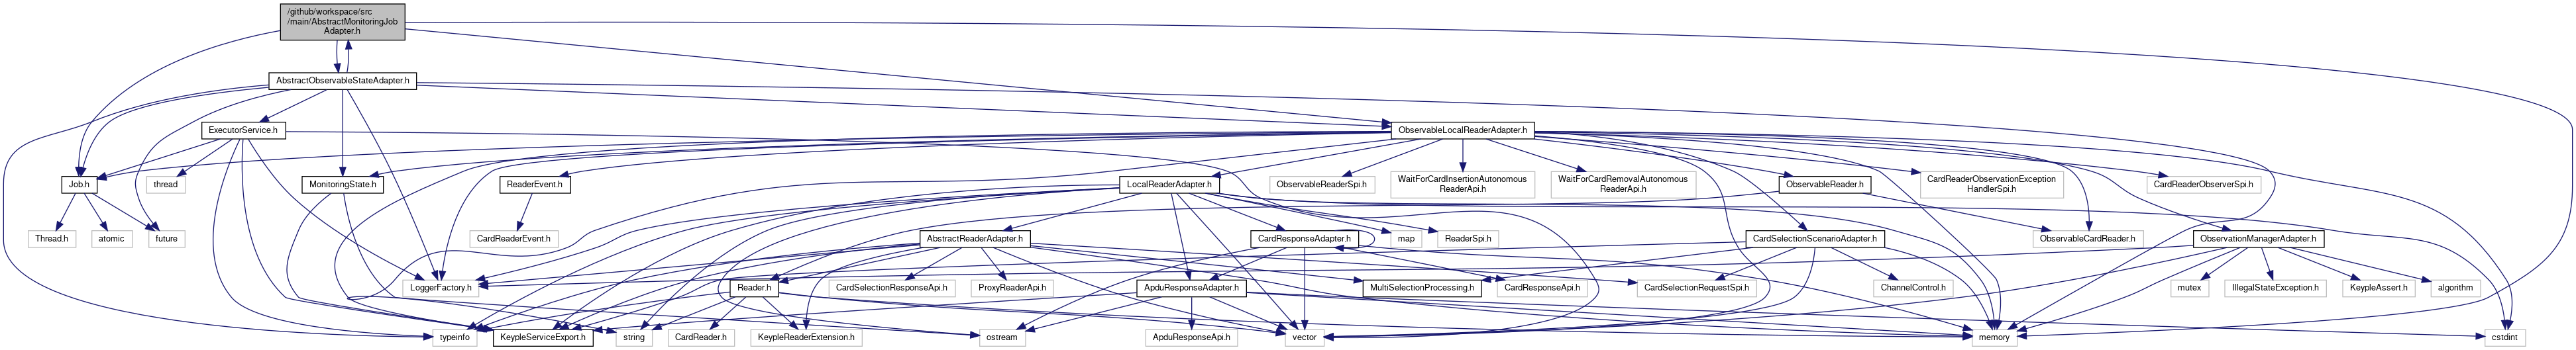 /github/workspace/src
/main/AbstractMonitoringJob
Adapter.h
AbstractObservableStateAdapter.h
ExecutorService.h
ObservableLocalReaderAdapter.h
Job.h
thread
MonitoringState.h
ReaderEvent.h
LocalReaderAdapter.h
ObservableReaderSpi.h
WaitForCardInsertionAutonomous
ReaderApi.h
WaitForCardRemovalAutonomous
ReaderApi.h
ObservableReader.h
CardReaderObservationException
HandlerSpi.h
CardReaderObserverSpi.h
Thread.h
atomic
future
CardReaderEvent.h
AbstractReaderAdapter.h
CardResponseAdapter.h
map
ReaderSpi.h
CardSelectionScenarioAdapter.h
ObservableCardReader.h
ObservationManagerAdapter.h
LoggerFactory.h
Reader.h
CardSelectionResponseApi.h
ProxyReaderApi.h
ApduResponseAdapter.h
MultiSelectionProcessing.h
CardResponseApi.h
CardSelectionRequestSpi.h
ChannelControl.h
mutex
IllegalStateException.h
KeypleAssert.h
algorithm
typeinfo
KeypleServiceExport.h
string
CardReader.h
KeypleReaderExtension.h
ostream
ApduResponseApi.h
vector
memory
cstdint